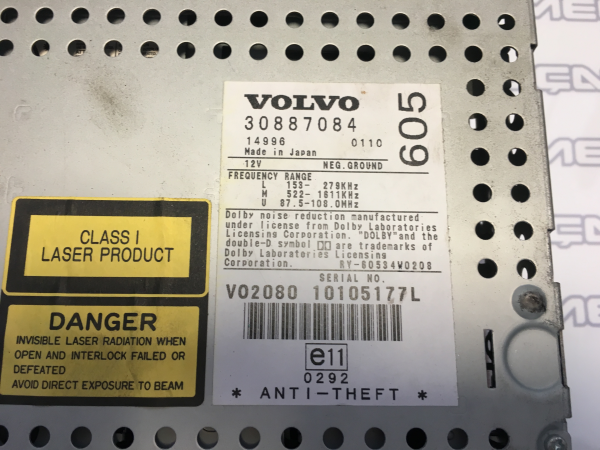 VOLVO
30887084
605
14996 0110
Made in Japan
12V NEG.GROUND
FREQUENCY RANGE
L 153- 279KHz
M 522-1611KHz
U 87.5-108.0MHz
Dolby noise reduction manufactured
under license from Dolby Laboratories
Licensing Corporation. "DOLBY"and the
double-D symbol are trademarks of
Dolby Laboratories Licensing
Corporation. RY-60534W0208
SERIAL NO.
V02080 10105177L
e11
0292
* ANTI-THEFT *
CLASS I
LASER PRODUCT
DANGER
INVISIBLE LASER RADIATION WHEN
OPEN AND INTERLOCK FAILED OR
DEFEATED
AVOID DIRECT EXPOSURE TO BEAM